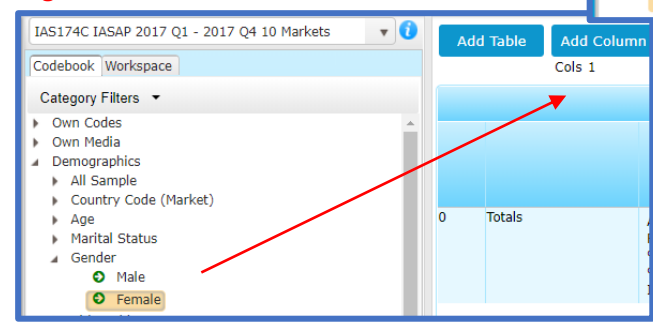 IAS174C IASAP 2017 Q1 - 2017 Q4 10 Markets
Add Table
Add Column
Codebook
Workspace
Cols 1
Category Filters
Own Codes
Own Media
Demographics
All Sample
Country Code (Market)
Age
Marital Status
Gender
Male
Female
0
Totals